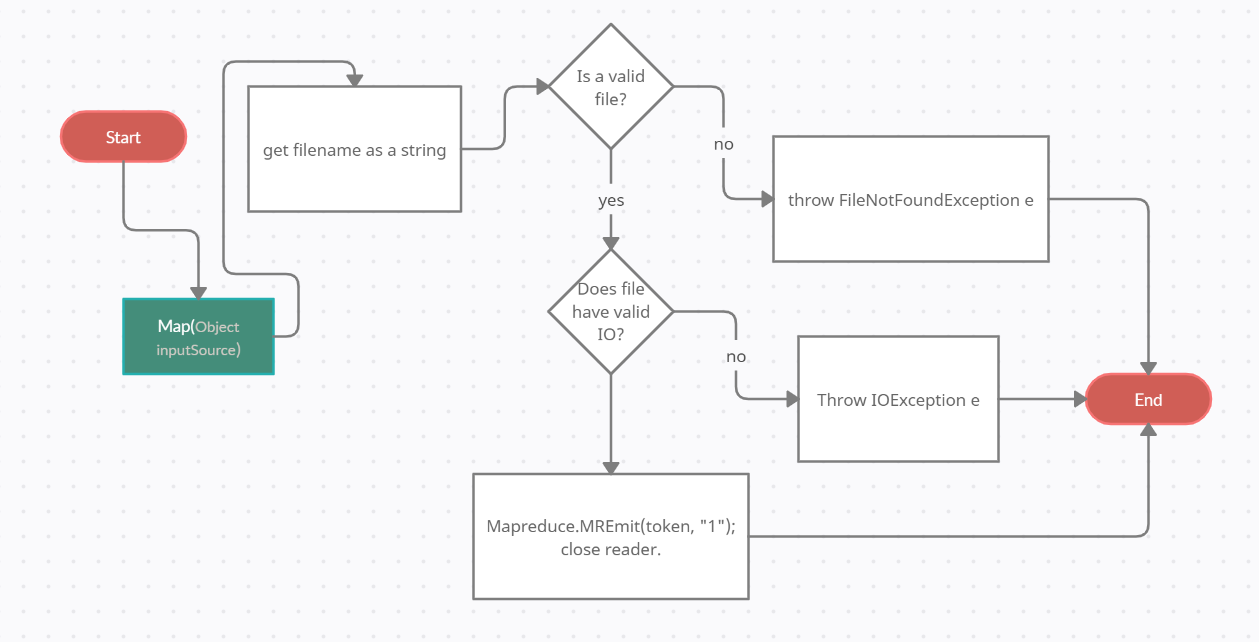 Start
Map(Object
inputSource)
get filename as a string
Is a valid
file?
no
yes
throw FileNotFoundException e
Does file
have valid
IO?
no
Throw IOException e
End
Mapreduce.MREmit(token, "1");
close reader.